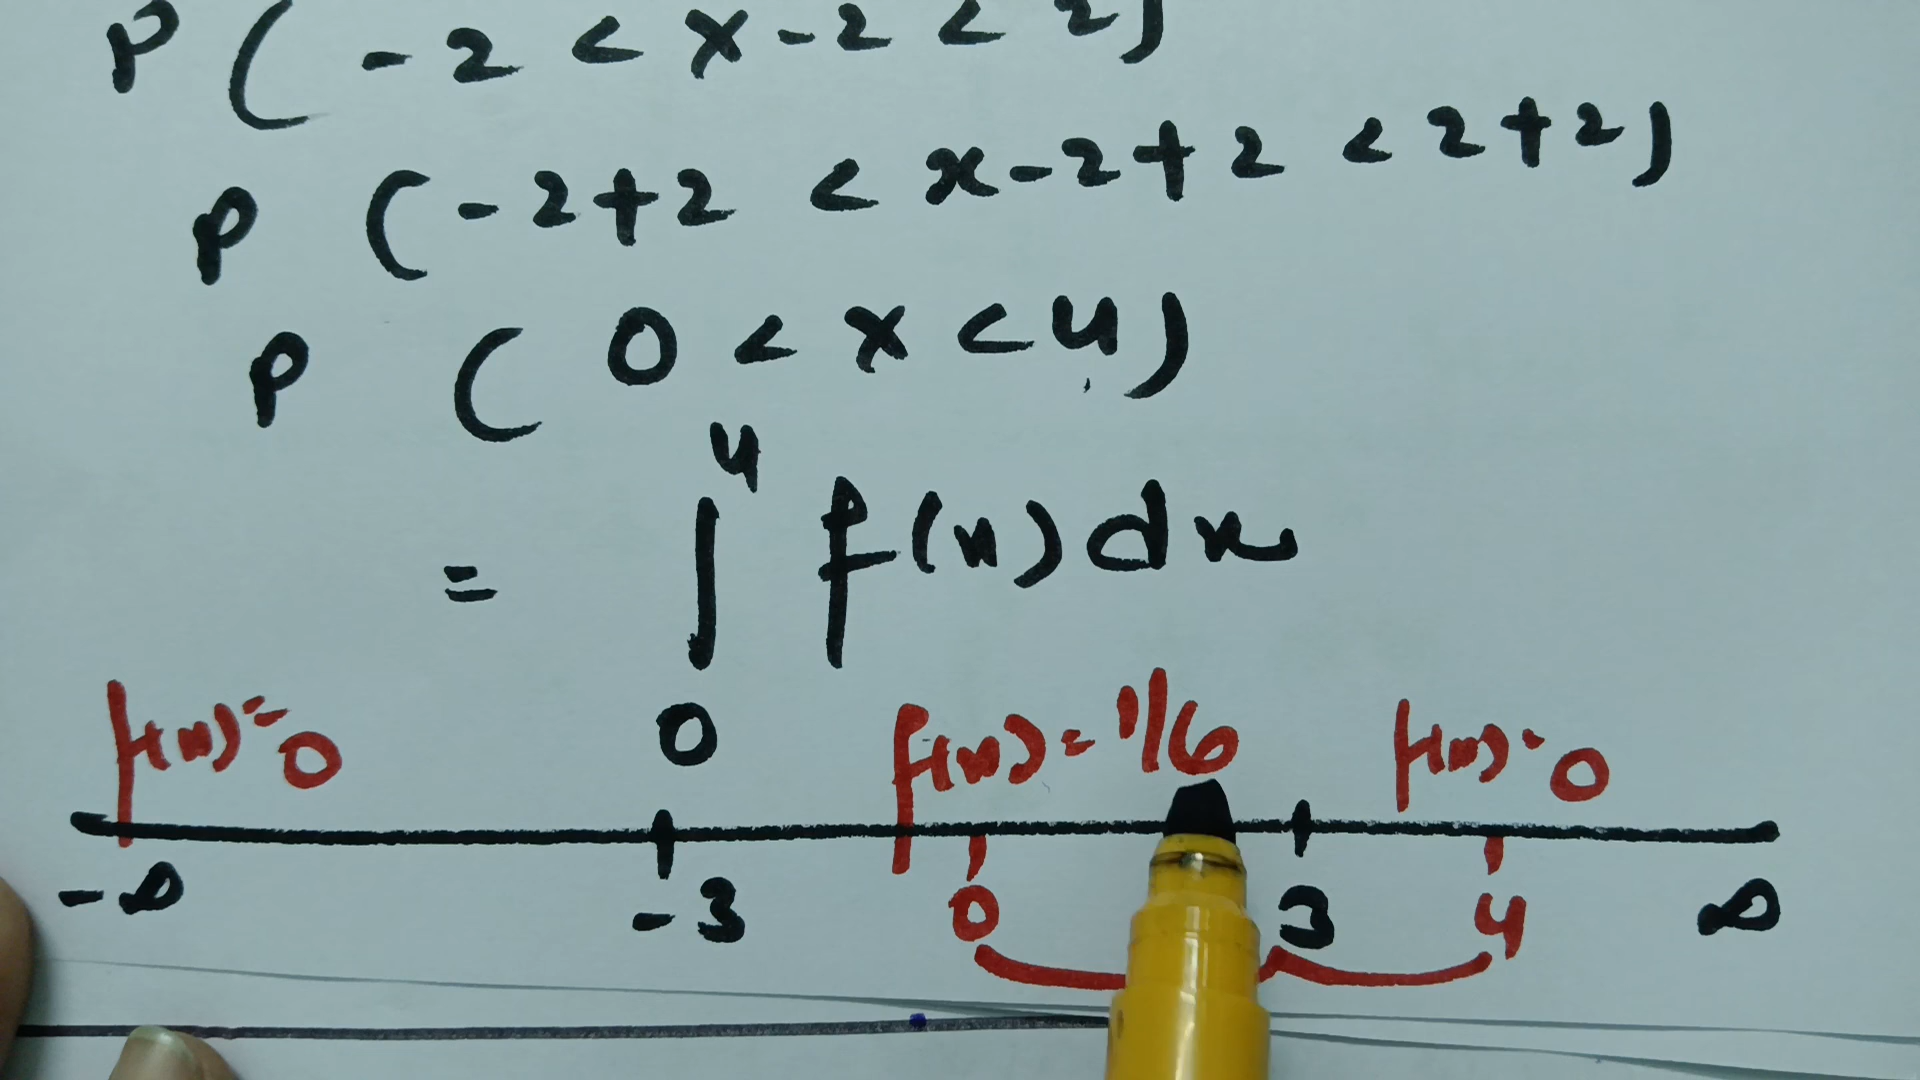 P ( -2 < x-2 < 2)
P ( -2+2 < x-2+2 < 2+2)
P ( 0 < x < 4)
= ∫₀⁴ f(x) dx
f(x)=0 f(x)=1/6 f(x)=0
-∞ -3 0 3 4 ∞